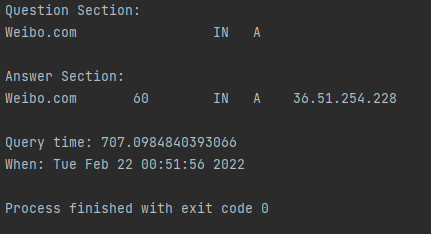 Question Section:
Weibo.com IN A
Answer Section:
Weibo.com 60 IN A 36.51.254.228
Query time: 707.0984840393066
When: Tue Feb 22 00:51:56 2022
Process finished with exit code 0